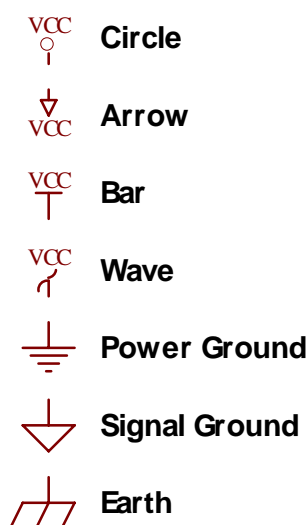 VCC
Circle
Arrow
VCC
VCC
Bar
VCC
Wave
Power Ground
Signal Ground
Earth